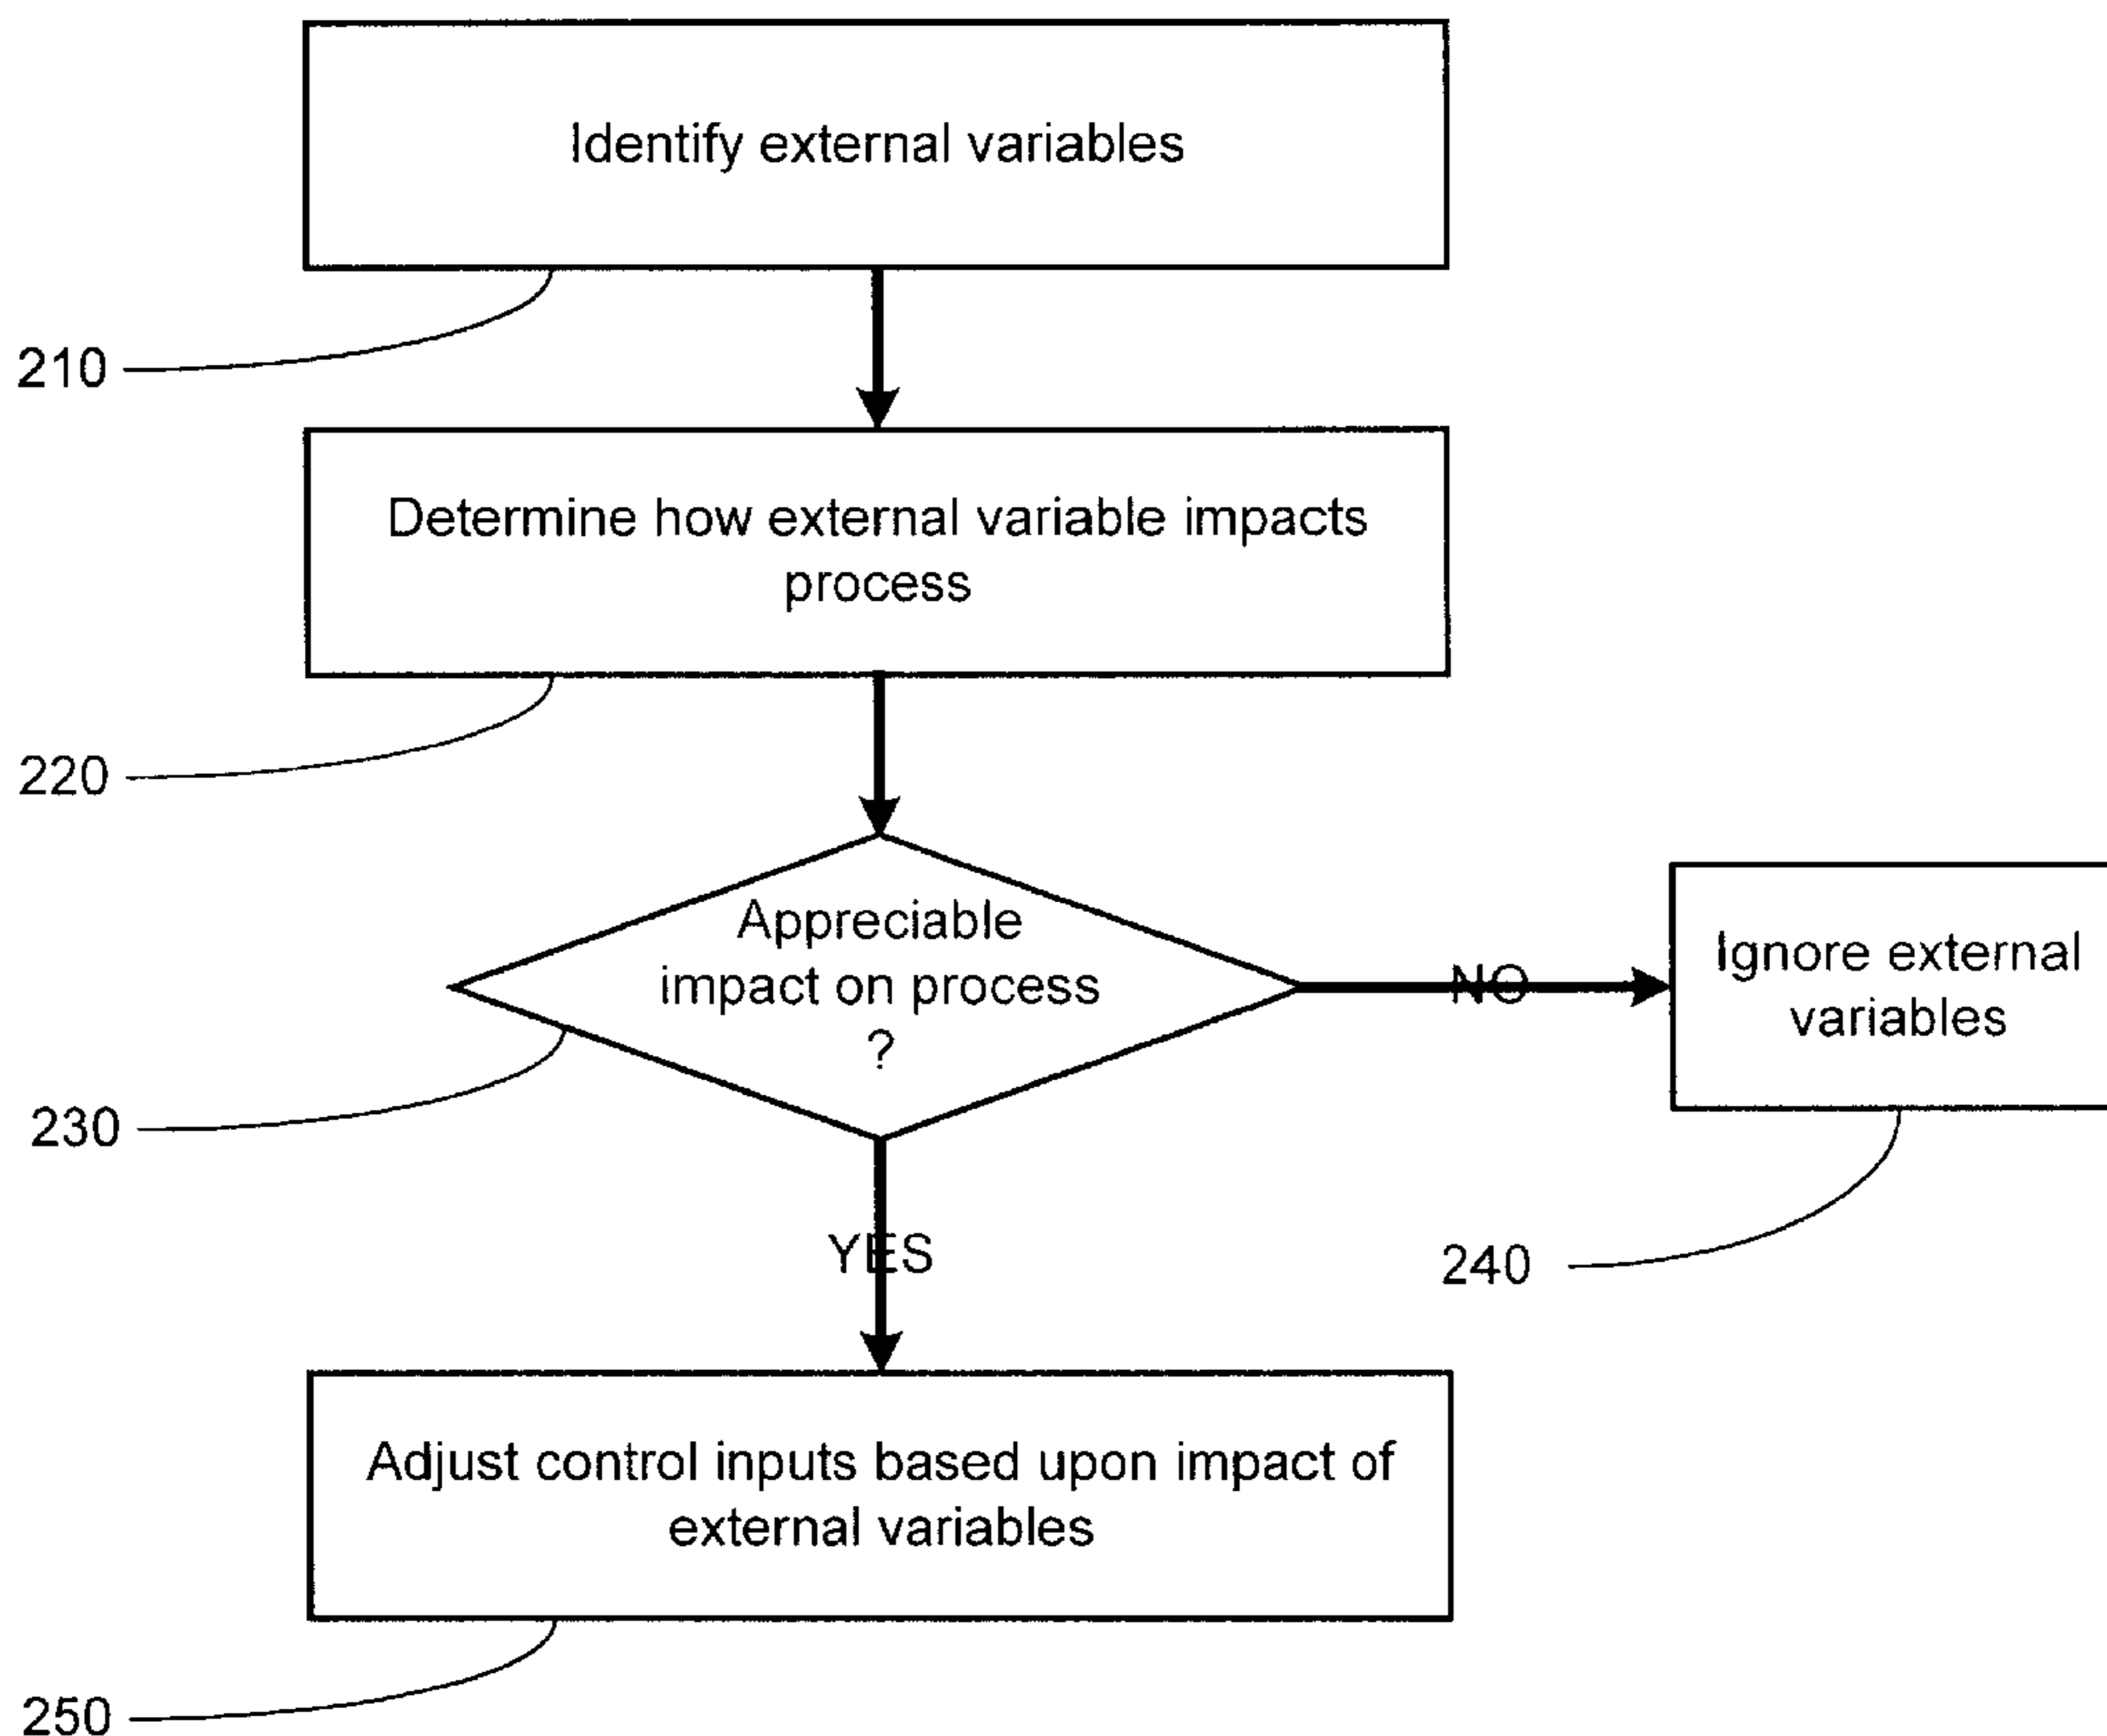 Identify external variables
210
Determine how external variable impacts
process
220
Appreciable
impact on process
?
NO
Ignore external
variables
230
YES
240
Adjust control inputs based upon impact of
external variables
250